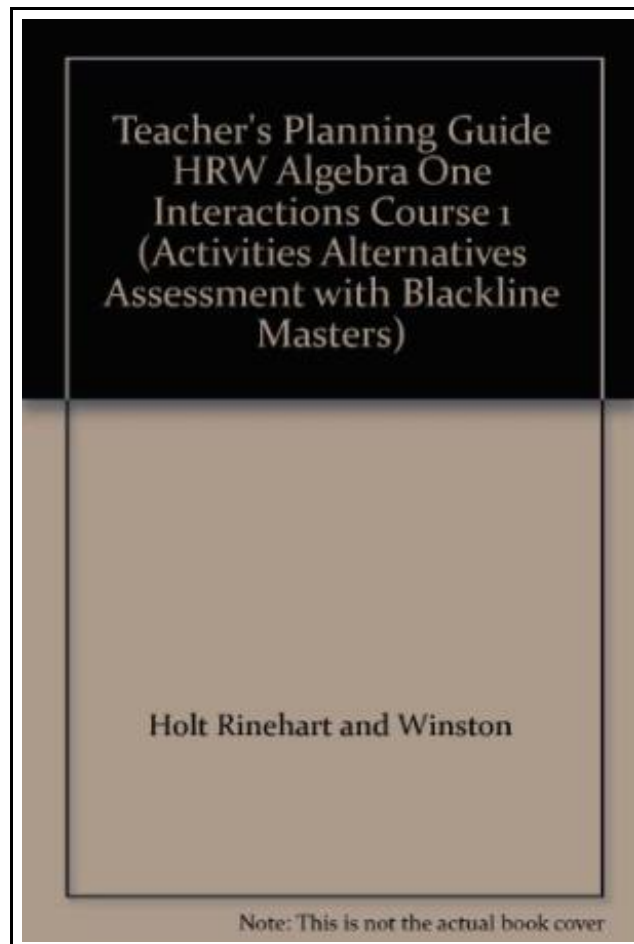 Teacher's Planning Guide
HRW Algebra One
Interactions Course 1
(Activities Alternatives
Assessment with Blackline
Masters)
Holt Rinehart and Winston
Note: This is not the actual book cover